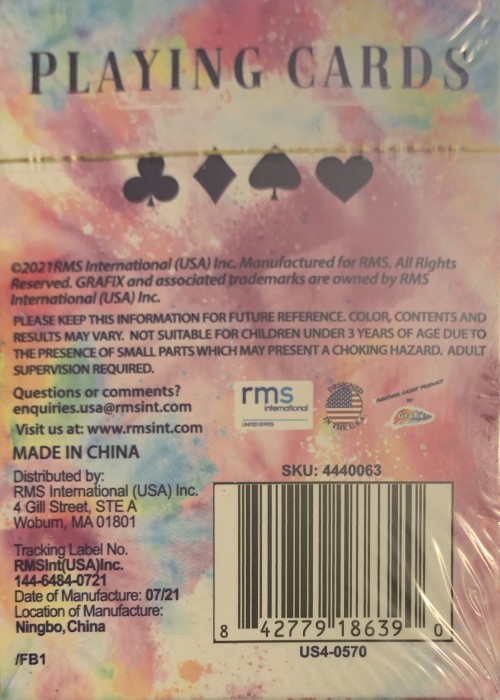 PLAYING CARDS
©2021RMS International (USA) Inc. Manufactured for RMS. All Rights
Reserved. GRAFIX and associated trademarks are owned by RMS
International (USA) Inc.
PLEASE KEEP THIS INFORMATION FOR FUTURE REFERENCE. COLOR, CONTENTS AND
RESULTS MAY VARY. NOT SUITABLE FOR CHILDREN UNDER 3 YEARS OF AGE DUE TO
THE PRESENCE OF SMALL PARTS WHICH MAY PRESENT A CHOKING HAZARD. ADULT
SUPERVISION REQUIRED.
Questions or comments?
enquiries.usa@rmsint.com
Visit us at: www.rmsint.com
rms
international
UNITED STATES
DESIGNED
IN THE U.S.A.
ANOTHER GREAT PRODUCT
BY
Grafix
MADE IN CHINA
Distributed by:
RMS International (USA) Inc.
4 Gill Street, STE A
Woburn, MA 01801
Tracking Label No.
RMSInt(USA)Inc.
144-6484-0721
Date of Manufacture: 07/21
Location of Manufacture:
Ningbo,China
/FB1
SKU: 4440063
8 42779 18639 0
US4-0570